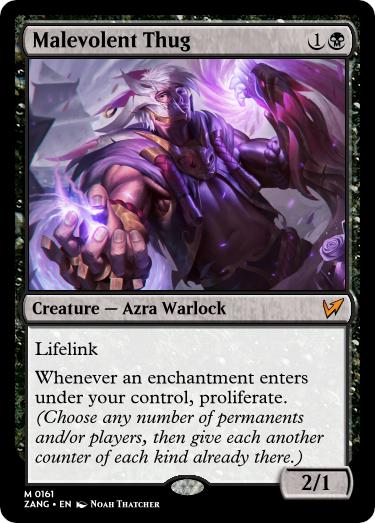 Malevolent Thug 1
Creature — Azra Warlock
Lifelink
Whenever an enchantment enters
under your control, proliferate.
(Choose any number of permanents
and/or players, then give each another
counter of each kind already there.)
2/1
M 0161
ZANG • EN Noah Thatcher